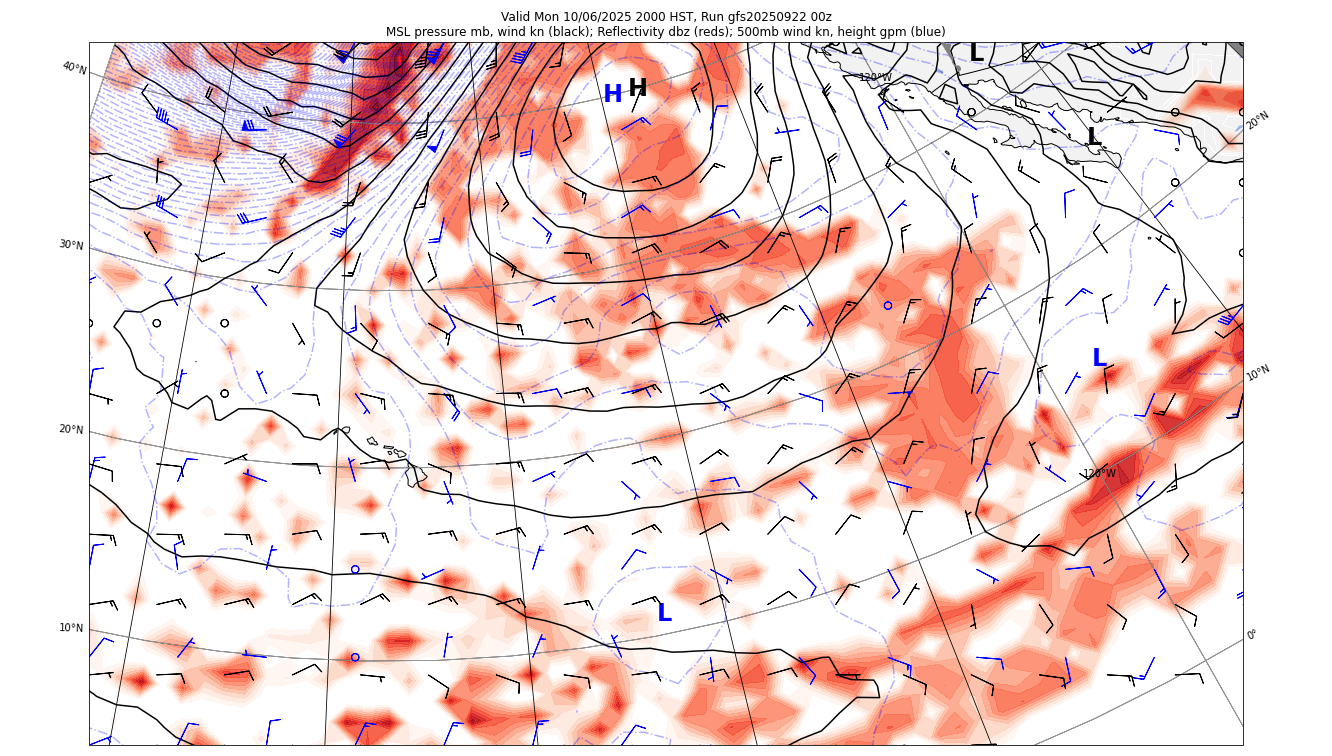 Valid Mon 10/06/2025 2000 HST, Run gfs20250922 00z
MSL pressure mb, wind kn (black); Reflectivity dbz (reds); 500mb wind kn, height gpm (blue)
L
40°N
120°W
H H
20°N
L
30°N
L
10°N
20°N
120°W
L
10°N
0°